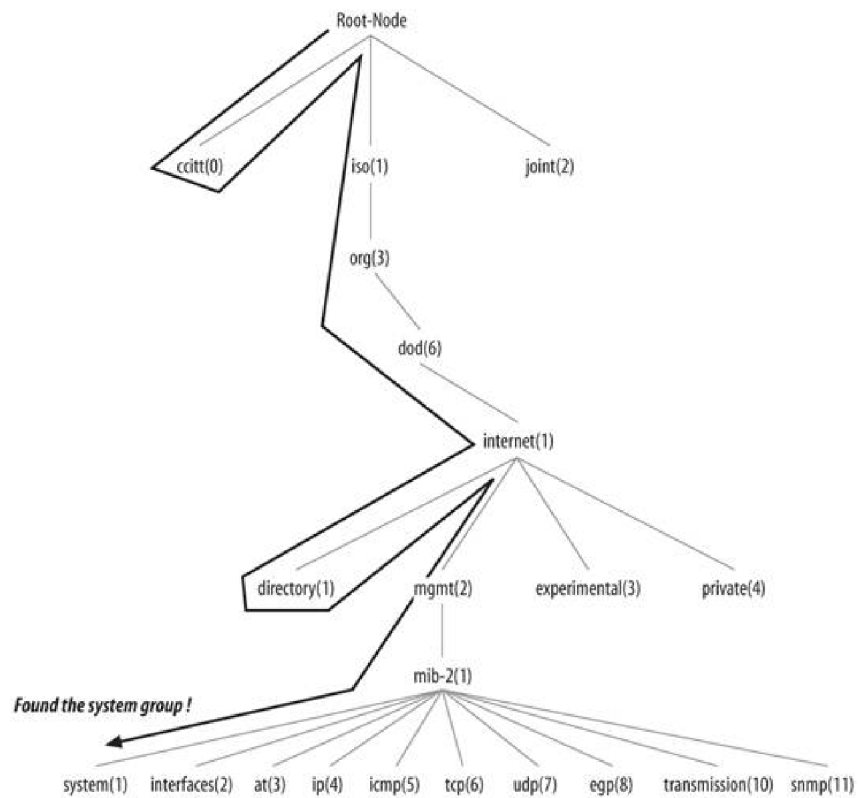 Root-Node
ccitt(0) iso(1) joint(2)
org(3)
dod(6)
internet(1)
directory(1) mgmt(2) experimental(3) private(4)
mib-2(1)
Found the system group !
system(1) interfaces(2) at(3) ip(4) icmp(5) tcp(6) udp(7) egp(8) transmission(10) snmp(11)